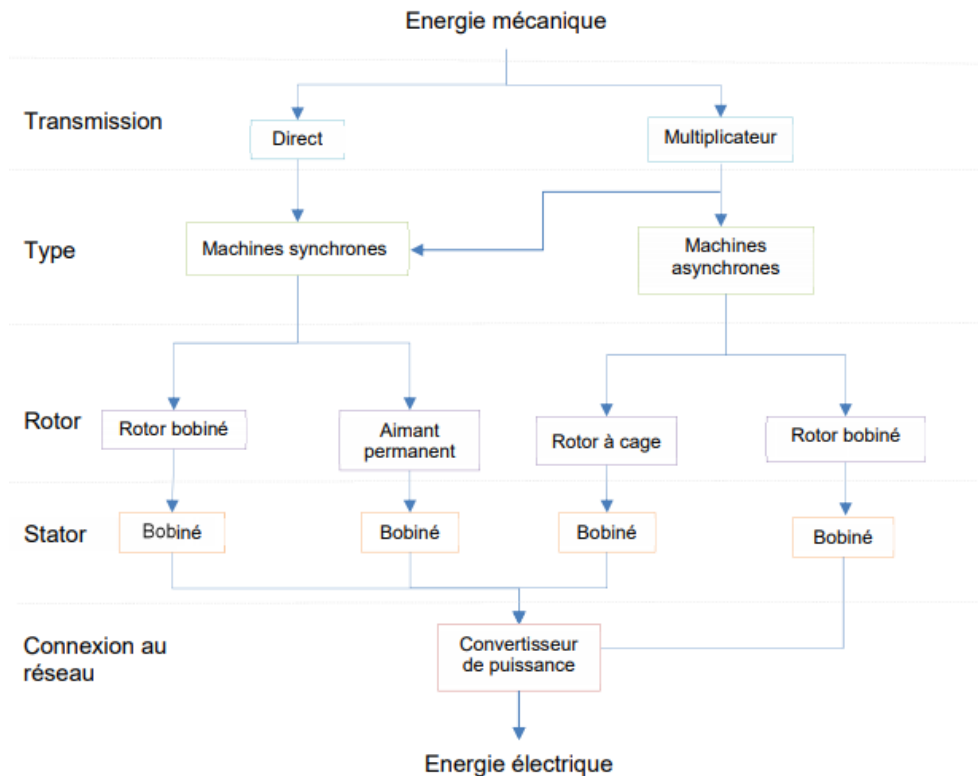 Energie mécanique
Transmission
Direct
Multiplicateur
Type
Machines synchrones
Machines
asynchrones
Rotor
Rotor bobiné
Aimant
permanent
Rotor à cage
Rotor bobiné
Stator
Bobiné
Bobiné
Bobiné
Bobiné
Connexion au
réseau
Convertisseur
de puissance
Energie électrique